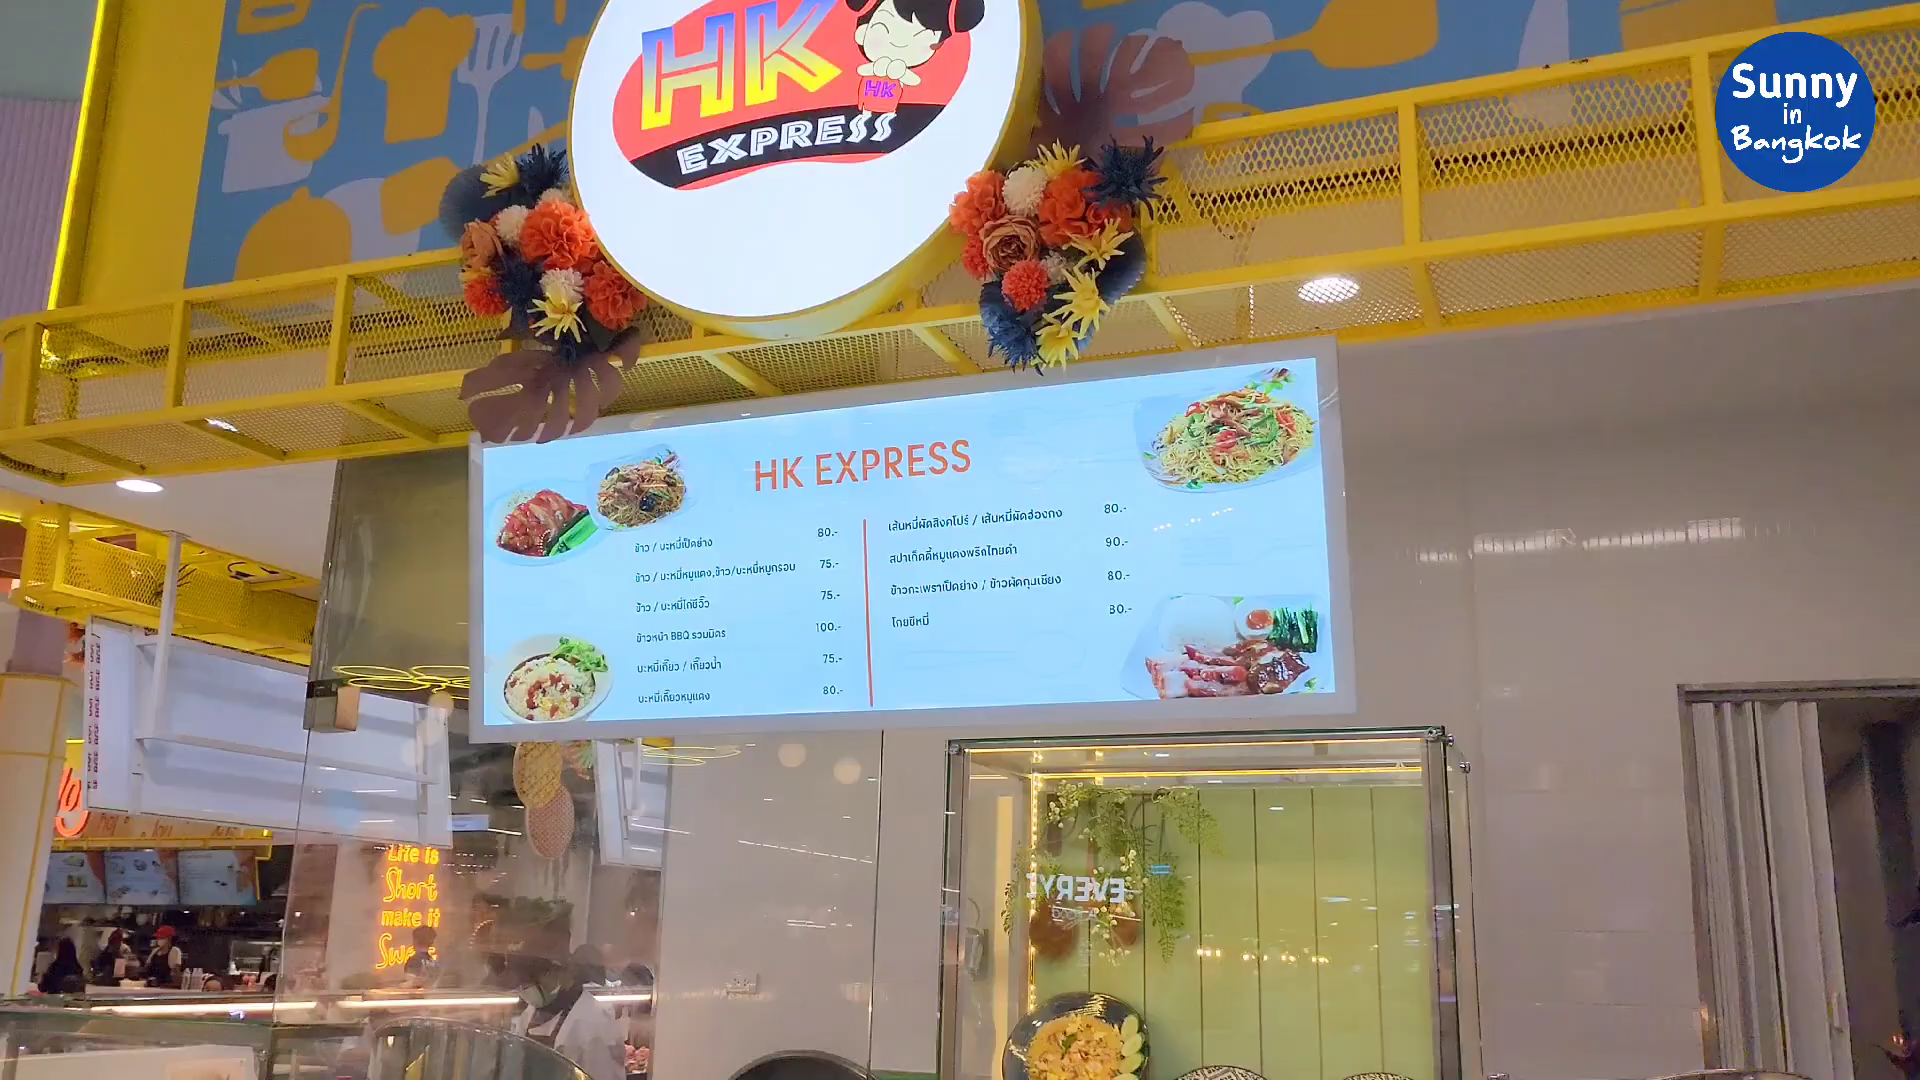 HK
HK
EXPRESS
Sunny
in
Bangkok
HK EXPRESS
ข้าว / บะหมี่เป็ดย่าง 80.-
ข้าว / บะหมี่หมูแดง,ข้าว/บะหมี่หมูกรอบ 75.-
ข้าว / บะหมี่ไก่ซีอิ๊ว 75.-
ข้าวหน้า BBQ รวมมิตร 100.-
บะหมี่เกี๊ยว / เกี๊ยวน้ำ 75.-
บะหมี่เกี๊ยวหมูแดง 80.-
เส้นหมี่ผัดสิงคโปร์ / เส้นหมี่ผัดฮ่องกง 80.-
สปาเก็ตตี้หมูแดงพริกไทยดำ 90.-
ข้าวกะเพราเป็ดย่าง / ข้าวผัดกุนเชียง 80.-
โกยซีหมี่ 80.-
Life is
Short
make it